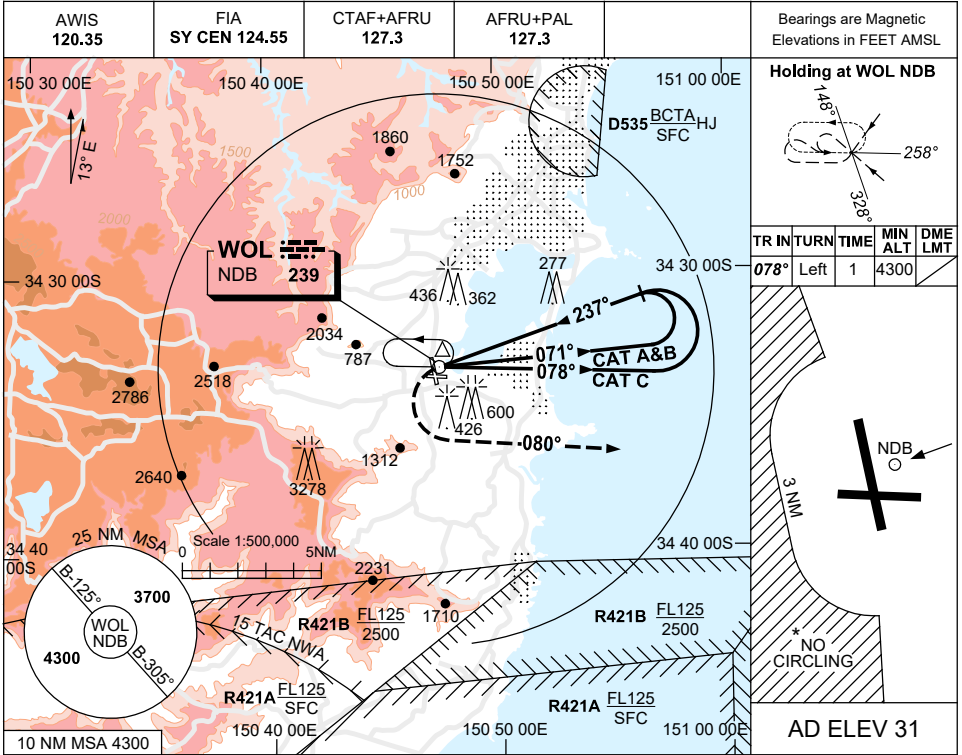 AWIS
120.35
FIA
SY CEN 124.55
CTAF+AFRU
127.3
AFRU+PAL
127.3
Bearings are Magnetic
Elevations in FEET AMSL
150 30 00E
150 40 00E
150 50 00E
151 00 00E
13° E
1500
1860
1752
1000
2000
D535 BCTA HJ
SFC
WOL
NDB 239
34 30 00S
34 30 00S
436
362
277
237°
2034
787
071°
CAT A&B
078°
CAT C
2518
2786
600
426
080°
1312
2640
3278
Scale 1:500,000
0
5NM
34 40
00S
34 40 00S
25 NM MSA
B-125°
3700
WOL
NDB
4300
B-305°
2231
R421B FL125
2500
1710
15 TAC NWA
R421B FL125
2500
R421A FL125
SFC
R421A FL125
SFC
150 40 00E
150 50 00E
151 00 00E
10 NM MSA 4300
Holding at WOL NDB
148°
258°
328°
TR IN
TURN
TIME
MIN
ALT
DME
LMT
078°
Left
1
4300
NDB
3 NM
*
NO
CIRCLING
AD ELEV 31